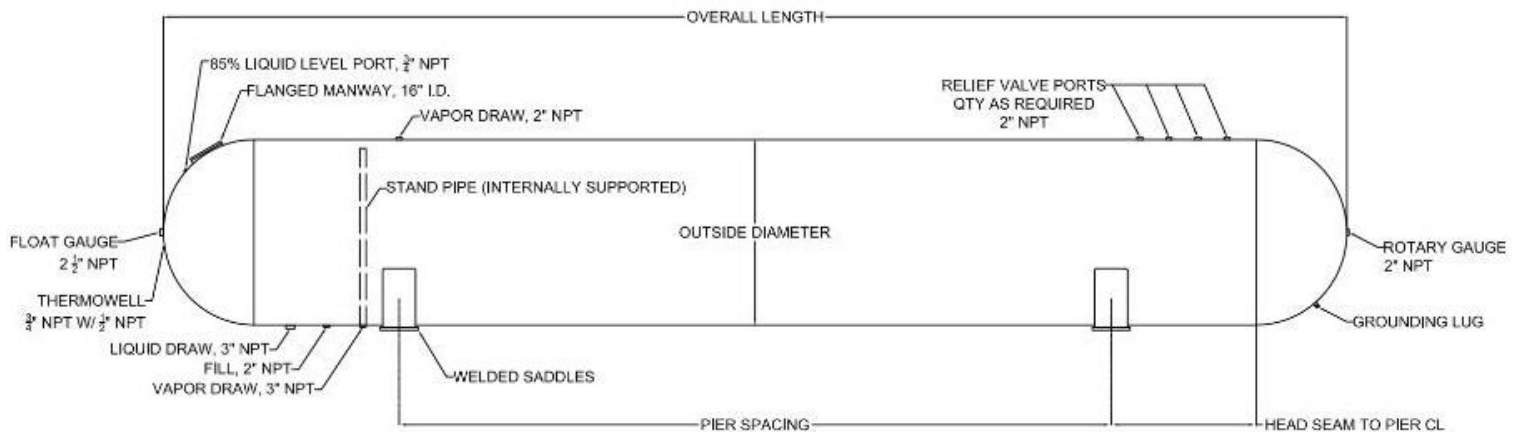 OVERALL LENGTH
85% LIQUID LEVEL PORT, 3/4" NPT
FLANGED MANWAY, 16" I.D.
VAPOR DRAW, 2" NPT
RELIEF VALVE PORTS
QTY AS REQUIRED
2" NPT
STAND PIPE (INTERNALLY SUPPORTED)
OUTSIDE DIAMETER
FLOAT GAUGE
2 1/2" NPT
ROTARY GAUGE
2" NPT
THERMOWELL
3/4" NPT W/ 1/2" NPT
GROUNDING LUG
LIQUID DRAW, 3" NPT
FILL, 2" NPT
VAPOR DRAW, 3" NPT
WELDED SADDLES
PIER SPACING
HEAD SEAM TO PIER CL